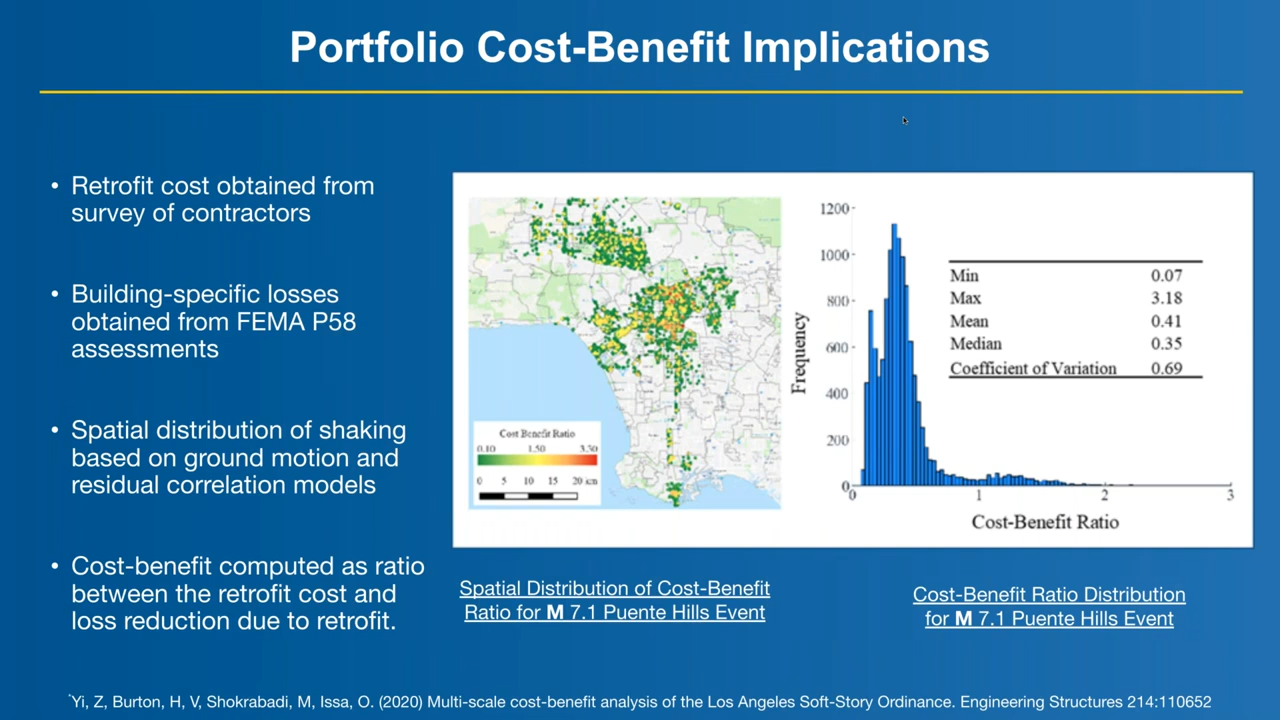 Portfolio Cost-Benefit Implications
• Retrofit cost obtained from
survey of contractors
• Building-specific losses
obtained from FEMA P58
assessments
• Spatial distribution of shaking
based on ground motion and
residual correlation models
• Cost-benefit computed as ratio
between the retrofit cost and
loss reduction due to retrofit.
Cost Benefit Ratio
0.10 1.50 3.30
0 5 10 15 20 km
Spatial Distribution of Cost-Benefit
Ratio for M 7.1 Puente Hills Event
Frequency
1200
1000
800
600
400
200
0
0 1 2 3
Cost-Benefit Ratio
Min 0.07
Max 3.18
Mean 0.41
Median 0.35
Coefficient of Variation 0.69
Cost-Benefit Ratio Distribution
for M 7.1 Puente Hills Event
*Yi, Z, Burton, H, V, Shokrabadi, M, Issa, O. (2020) Multi-scale cost-benefit analysis of the Los Angeles Soft-Story Ordinance. Engineering Structures 214:110652